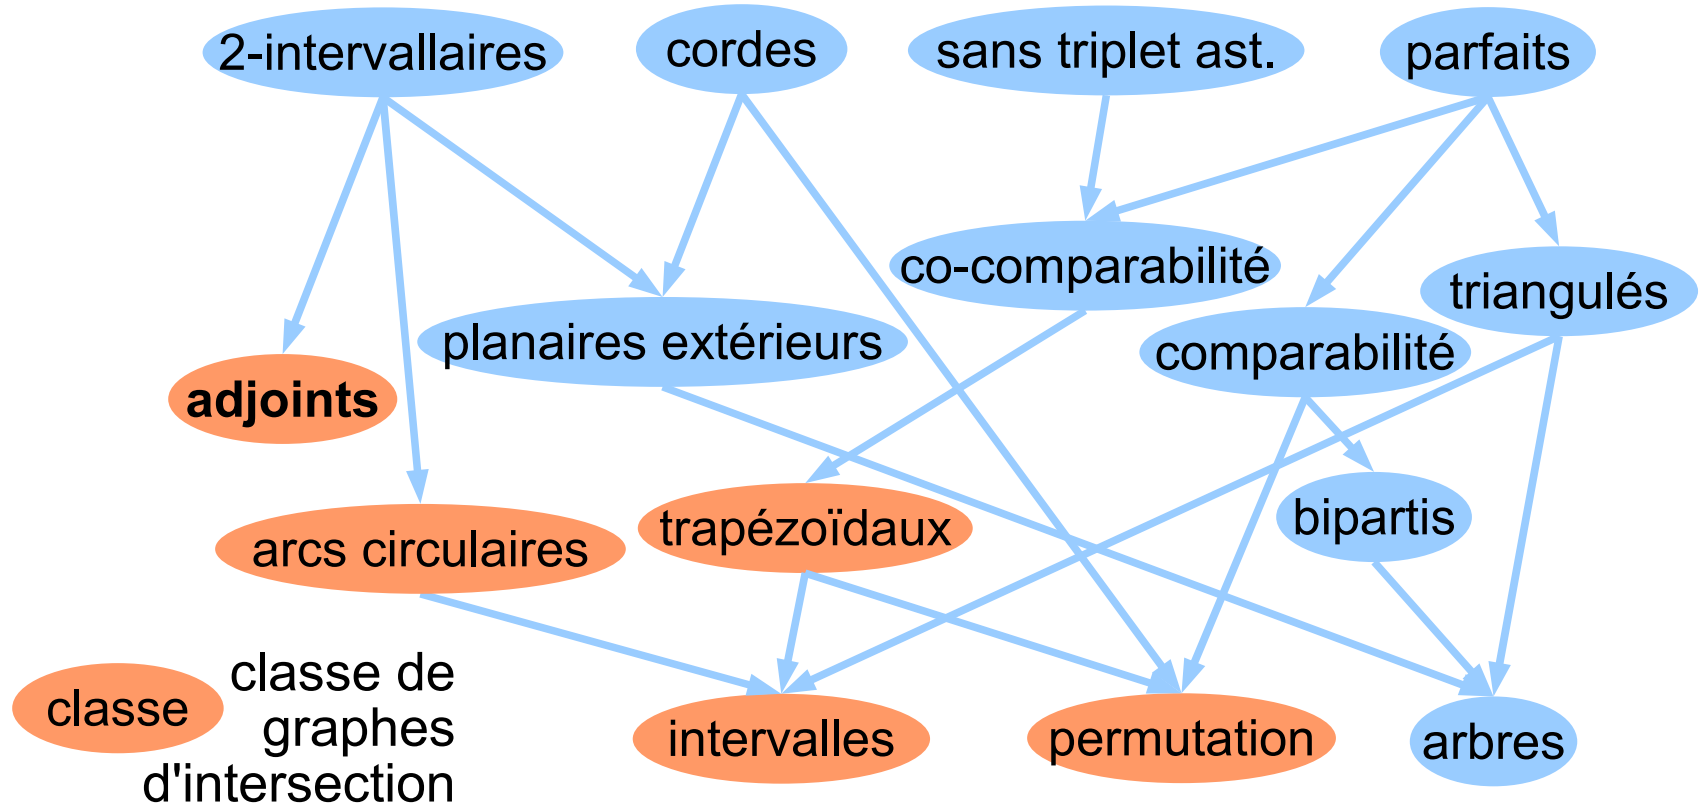 2-intervallaires
cordes
sans triplet ast.
parfaits
co-comparabilité
triangulés
planaires extérieurs
comparabilité
adjoints
bipartis
trapézoïdaux
arcs circulaires
classe
classe de
graphes
d'intersection
intervalles
permutation
arbres